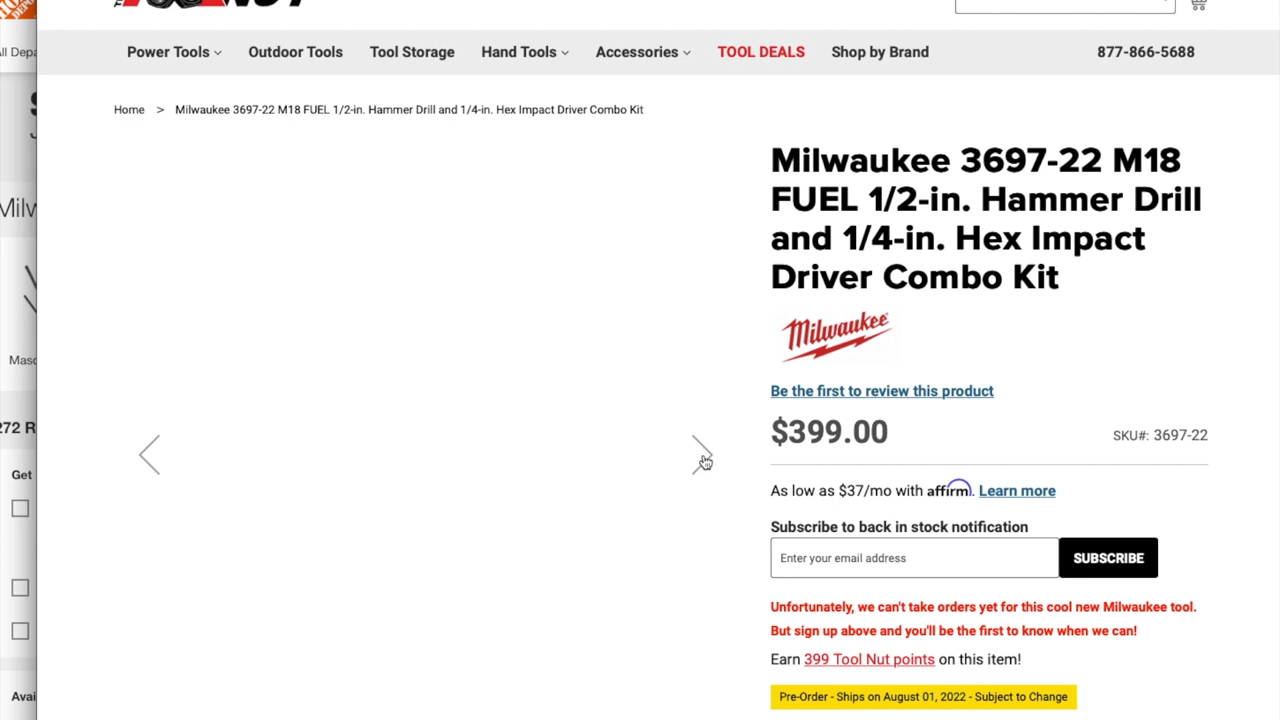 Power Tools
Outdoor Tools
Tool Storage
Hand Tools
Accessories
TOOL DEALS
Shop by Brand
877-866-5688
Home > Milwaukee 3697-22 M18 FUEL 1/2-in. Hammer Drill and 1/4-in. Hex Impact Driver Combo Kit
Milwaukee 3697-22 M18
FUEL 1/2-in. Hammer Drill
and 1/4-in. Hex Impact
Driver Combo Kit
Milwaukee
Be the first to review this product
$399.00
SKU#: 3697-22
As low as $37/mo with affirm. Learn more
Subscribe to back in stock notification
Enter your email address
SUBSCRIBE
Unfortunately, we can't take orders yet for this cool new Milwaukee tool.
But sign up above and you'll be the first to know when we can!
Earn 399 Tool Nut points on this item!
Pre-Order - Ships on August 01, 2022 - Subject to Change
Get